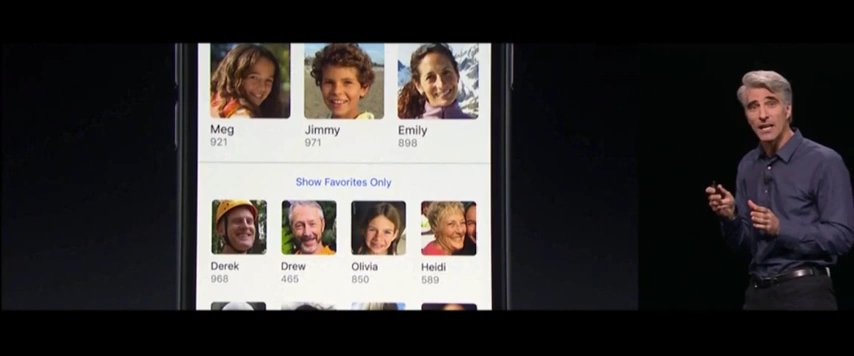 Meg
921
Jimmy
971
Emily
898
Show Favorites Only
Derek
968
Drew
465
Olivia
850
Heidi
589